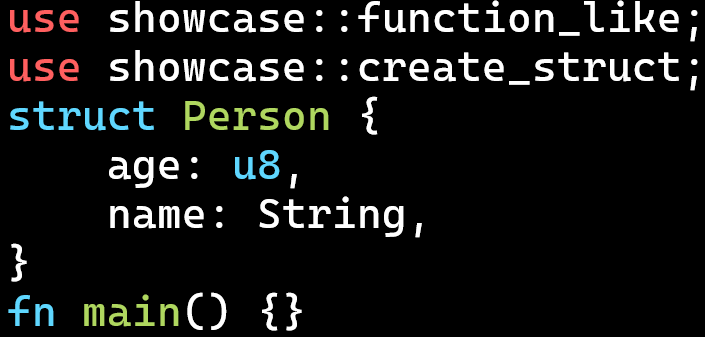 use showcase::function_like;
use showcase::create_struct;
struct Person {
    age: u8,
    name: String,
}
fn main() {}